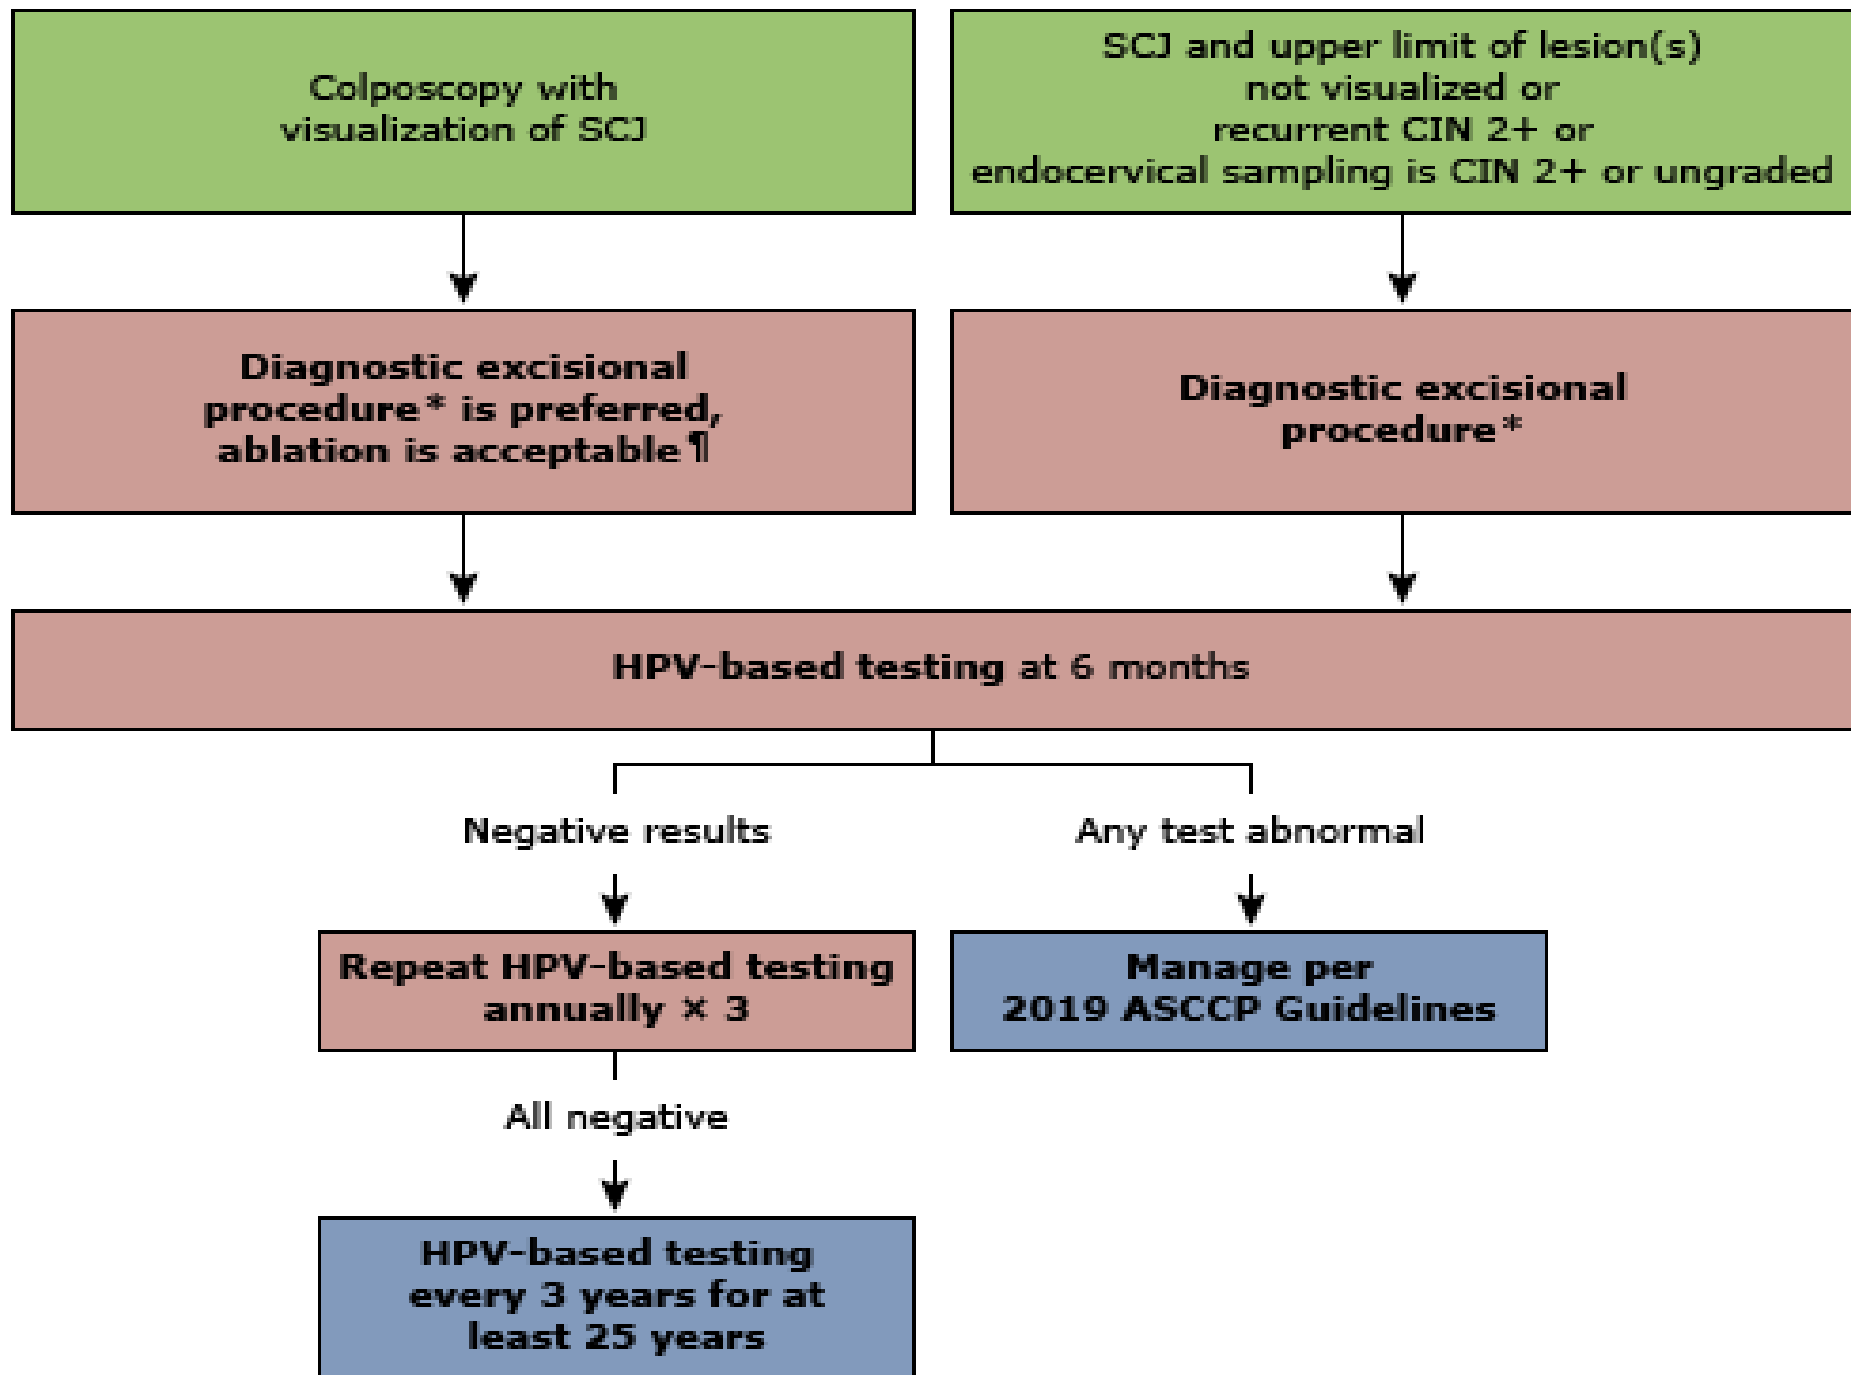 Colposcopy with
visualization of SCJ
SCJ and upper limit of lesion(s)
not visualized or
recurrent CIN 2+ or
endocervical sampling is CIN 2+ or ungraded
Diagnostic excisional
procedure* is preferred,
ablation is acceptable¶
Diagnostic excisional
procedure*
HPV-based testing at 6 months
Negative results
Any test abnormal
Repeat HPV-based testing
annually × 3
Manage per
2019 ASCCP Guidelines
All negative
HPV-based testing
every 3 years for at
least 25 years